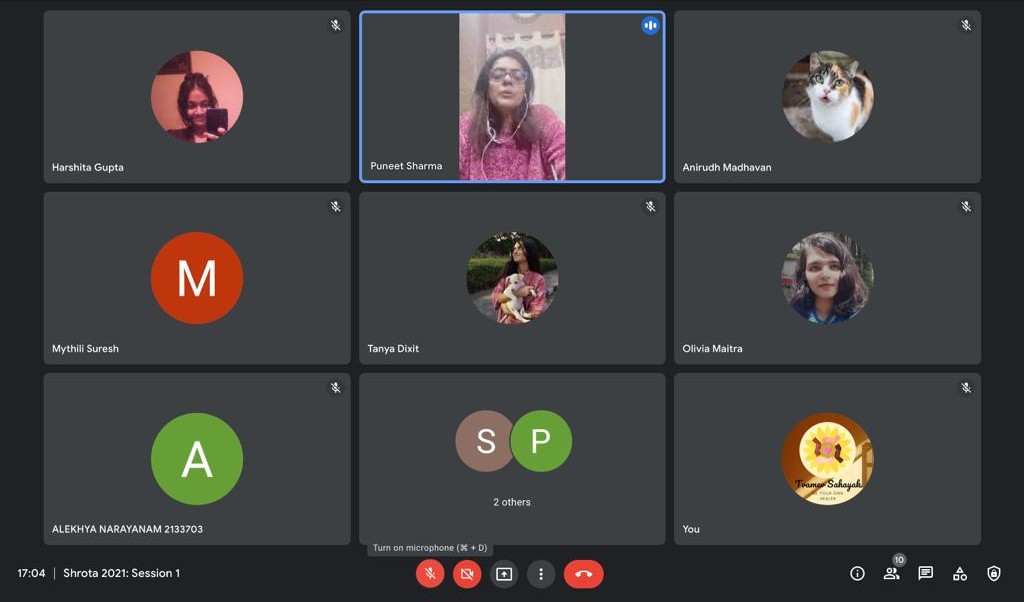 Harshita Gupta
Puneet Sharma
Anirudh Madhavan
M
Mythili Suresh
Tanya Dixit
Olivia Maitra
A
ALEKHYA NARAYANAM 2133703
S P
2 others
Tvamev Sahayak
BE YOUR OWN
HEALER
You
Turn on microphone (⌘ + D)
17:04 | Shrota 2021: Session 1
10